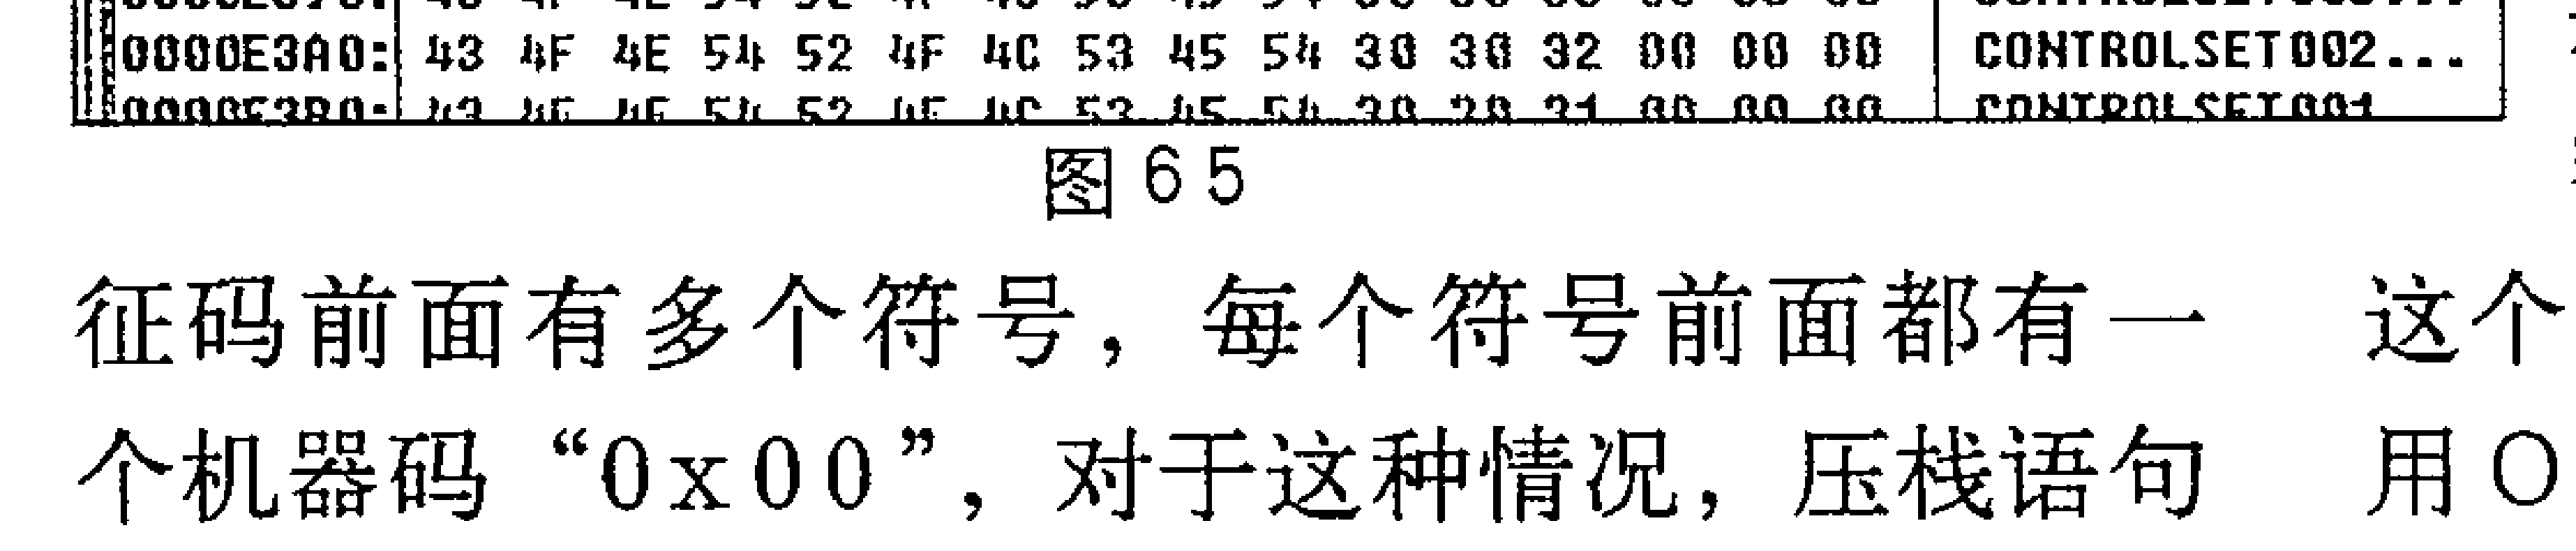 0000E3A0: 43 4F 4E 54 52 4F 4C 53 45 54 30 30 32 00 00 00 CONTROLSET002...
图65
征码前面有多个符号，每个符号前面都有一
个机器码“0x00”，对于这种情况，压栈语句
这个
用O